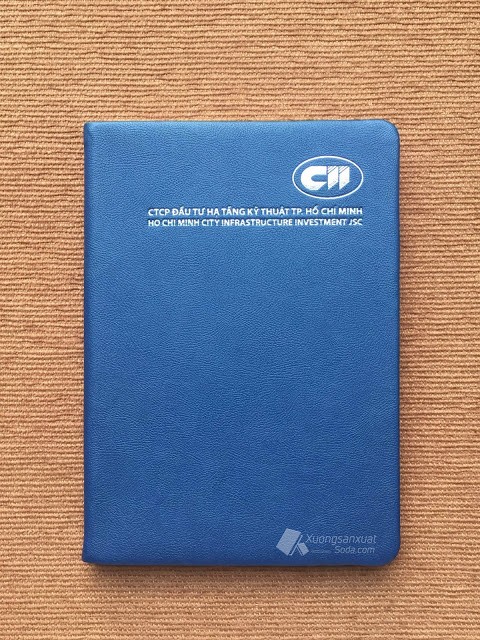 CII
CTCP ĐẦU TƯ HẠ TẦNG KỸ THUẬT TP. HỒ CHÍ MINH
HO CHI MINH CITY INFRASTRUCTURE INVESTMENT JSC
Xuongsanxuat
Soda.com